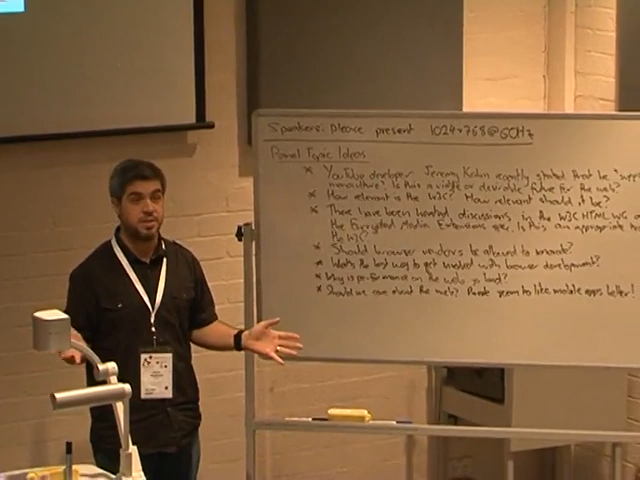 Speakers: please present 1024x768@60Hz
Panel Topic Ideas
* YouTube developer Jeremy recently stated that he "supp
monoculture". Is this a viable or desirable future for the web?
* How relevant is the W3C? How relevant should it be?
* There have been heated discussions in the W3C HTML WG
the Encrypted Media Extensions spec. Is this an appropriate
the W3C?
* Should browser vendors be allowed to innovate?
* What's the best way to get involved with browser development?
* Why is performance on the web so bad?
* Should we care about the web? People seem to like mobile apps better!